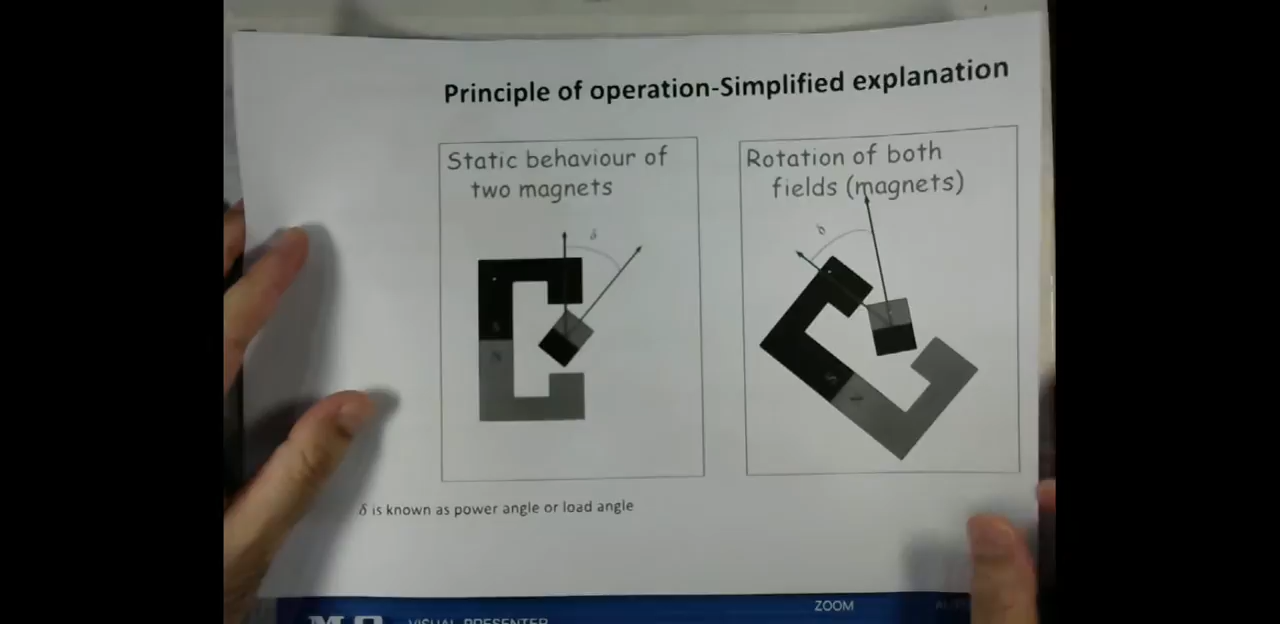 Principle of operation-Simplified explanation
Static behaviour of
two magnets
Rotation of both
fields (magnets)
δ
δ
S
N
S
N
δ is known as power angle or load angle
ZOOM
VISUAL PRESENTER